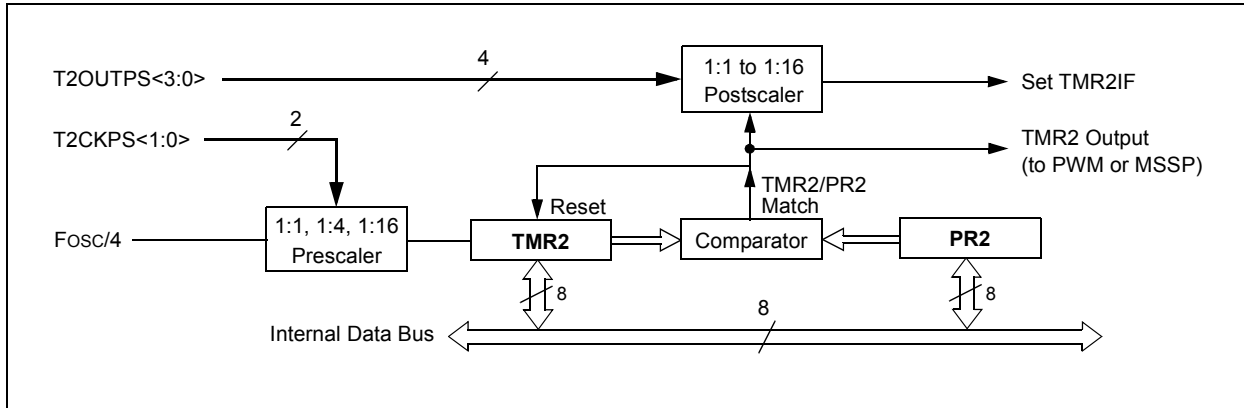 T2OUTPS<3:0>
4
1:1 to 1:16
Postscaler
Set TMR2IF
T2CKPS<1:0>
2
TMR2 Output
(to PWM or MSSP)
TMR2/PR2
Match
Reset
FOSC/4
1:1, 1:4, 1:16
Prescaler
TMR2
Comparator
PR2
8
8
8
Internal Data Bus